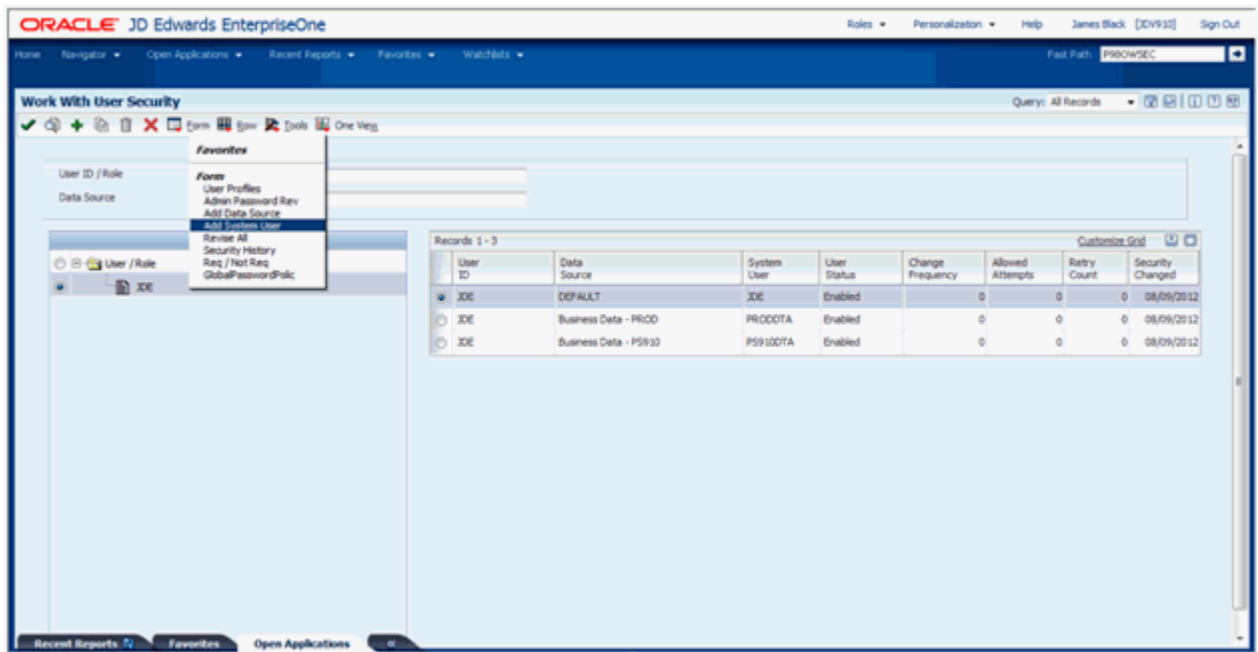 ORACLE JD Edwards EnterpriseOne
Roles Personalization Help James Black [JDV910] Sign Out
Home Navigator Open Applications Recent Reports Favorites Watchlists Fast Path P98OWSEC
Work With User Security Query: All Records
Form Row Tools One View
Favorites
Form
User Profiles
Admin Password Rev
Add Data Source
Add System User
Revise All
Security History
Req / Not Req
GlobalPasswordPolic
User ID / Role
Data Source
User / Role
JDE
Records 1 - 3 Customize Grid
User ID Data Source System User User Status Change Frequency Allowed Attempts Retry Count Security Changed
JDE DEFAULT JDE Enabled 0 0 0 08/09/2012
JDE Business Data - PROD PRODDTA Enabled 0 0 0 08/09/2012
JDE Business Data - PS910 PS910DTA Enabled 0 0 0 08/09/2012
Recent Reports Favorites Open Applications <<